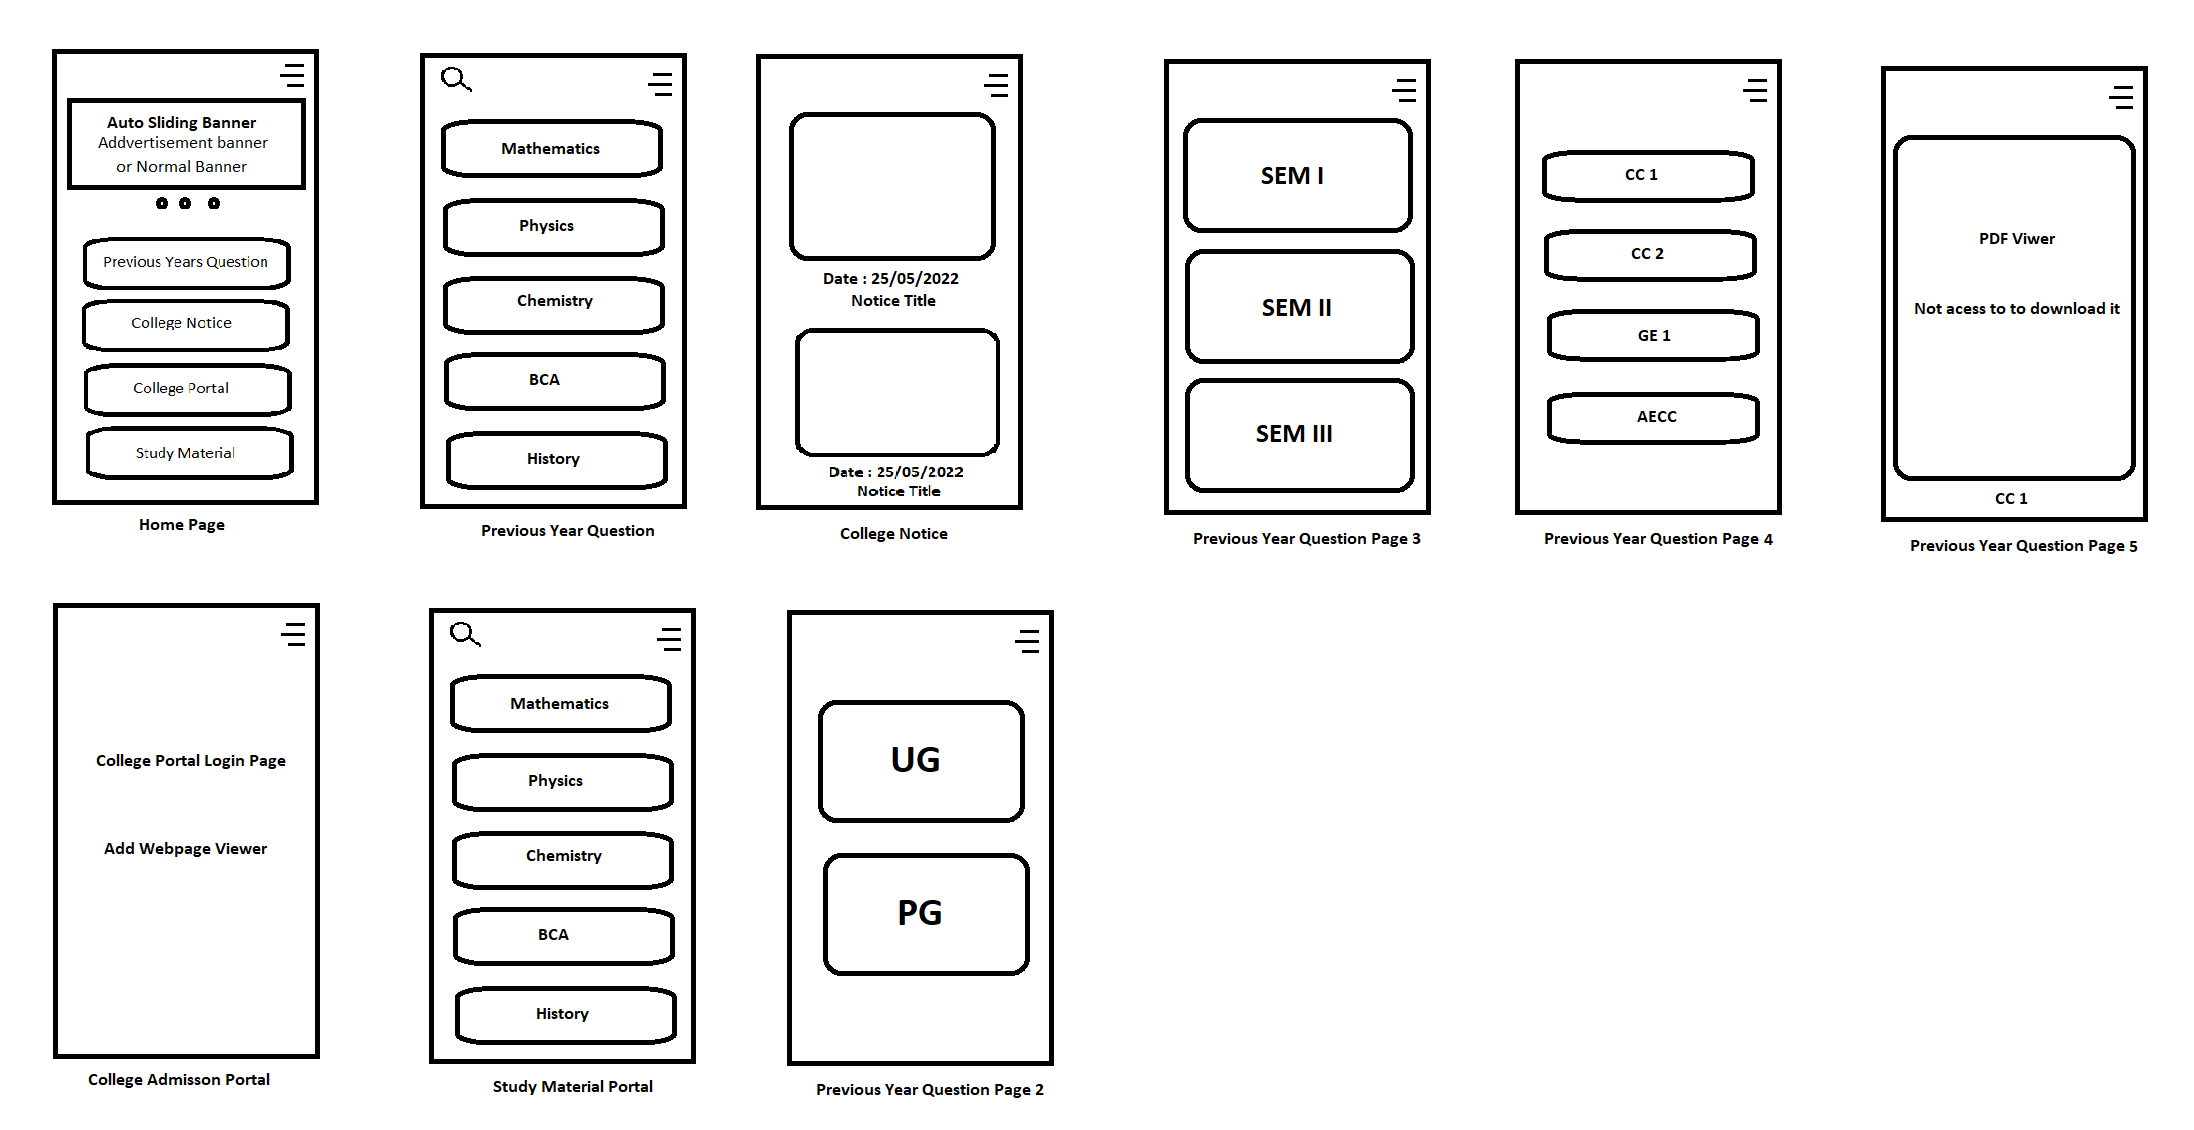 Auto Sliding Banner
Addvertisement banner
or Normal Banner
Previous Years Question
College Notice
College Portal
Study Material
Home Page
Mathematics
Physics
Chemistry
BCA
History
Previous Year Question
Date : 25/05/2022
Notice Title
Date : 25/05/2022
Notice Title
College Notice
SEM I
SEM II
SEM III
Previous Year Question Page 3
CC 1
CC 2
GE 1
AECC
Previous Year Question Page 4
PDF Viwer
Not acess to to download it
CC 1
Previous Year Question Page 5
College Portal Login Page
Add Webpage Viewer
College Admisson Portal
Mathematics
Physics
Chemistry
BCA
History
Study Material Portal
UG
PG
Previous Year Question Page 2